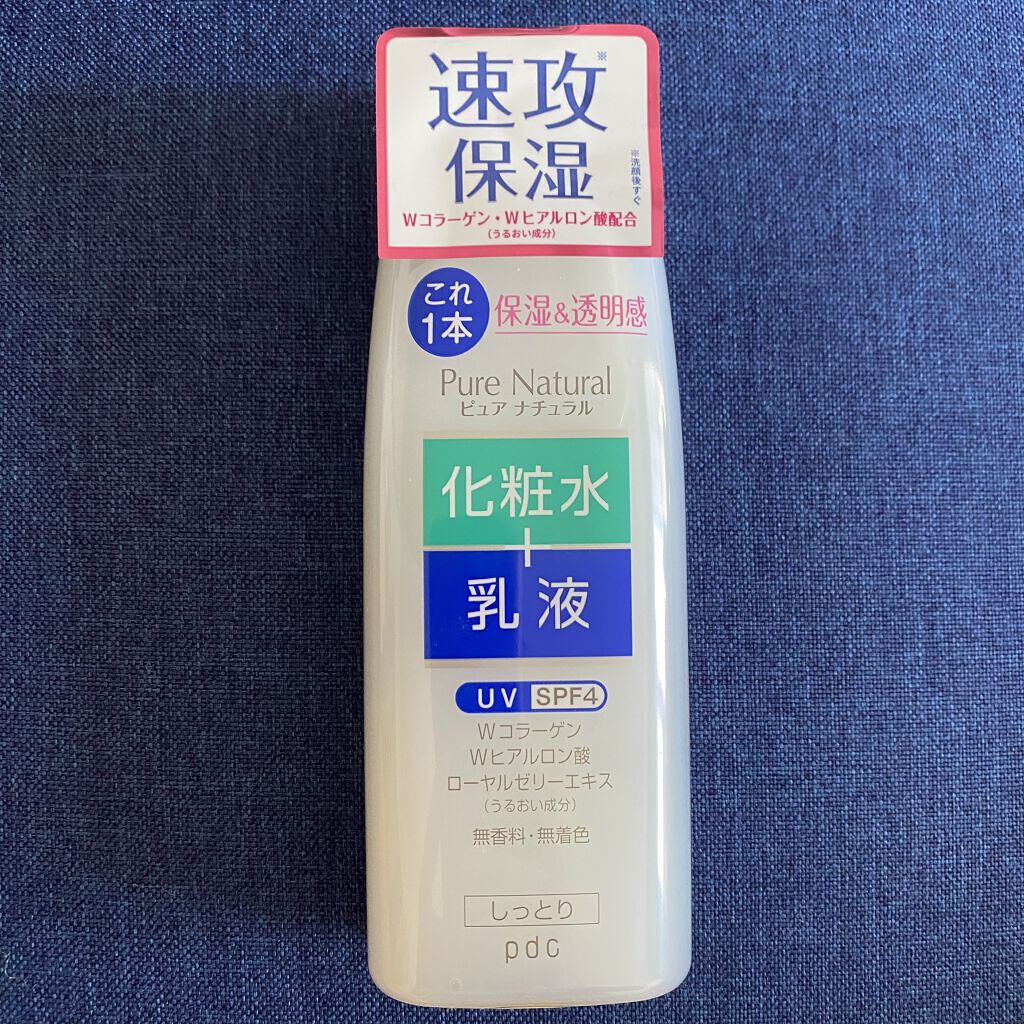 速攻※
保湿
※洗顔後すぐ
Wコラーゲン・Wヒアルロン酸配合
(うるおい成分)
これ
1本
保湿&透明感
Pure Natural
ピュア ナチュラル
化粧水
+
乳液
UV SPF4
Wコラーゲン
Wヒアルロン酸
ローヤルゼリーエキス
(うるおい成分)
無香料・無着色
しっとり
pdc